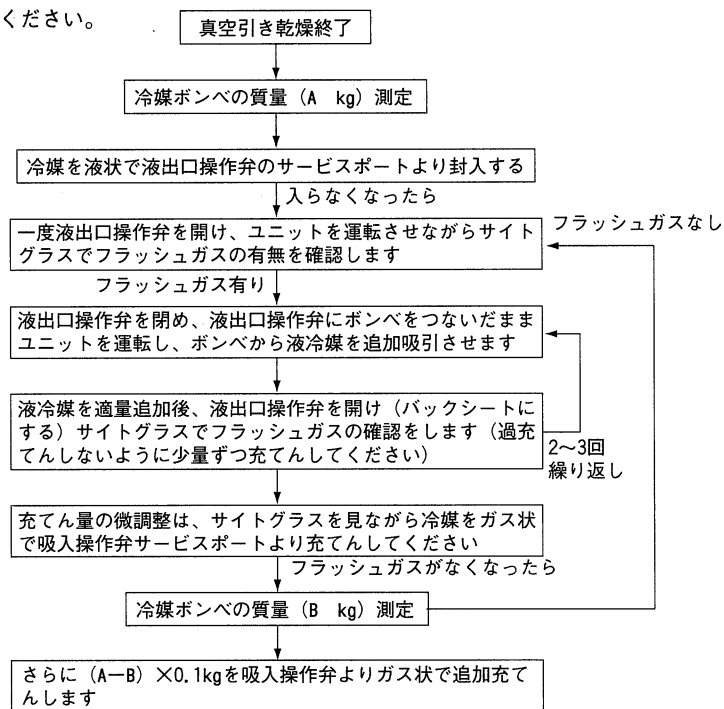 ください。
真空引き乾燥終了
冷媒ボンベの質量（A　kg）測定
冷媒を液状で液出口操作弁のサービスポートより封入する
入らなくなったら
一度液出口操作弁を開け、ユニットを運転させながらサイト
グラスでフラッシュガスの有無を確認します
フラッシュガスなし
フラッシュガス有り
液出口操作弁を閉め、液出口操作弁にボンベをつないだまま
ユニットを運転し、ボンベから液冷媒を追加吸引させます
液冷媒を適量追加後、液出口操作弁を開け（バックシートに
する）サイトグラスでフラッシュガスの確認をします（過充
てんしないように少量ずつ充てんしてください）
2～3回
繰り返し
充てん量の微調整は、サイトグラスを見ながら冷媒をガス状
で吸入操作弁サービスポートより充てんしてください
フラッシュガスがなくなったら
冷媒ボンベの質量（B　kg）測定
さらに（A－B）×0.1kgを吸入操作弁よりガス状で追加充て
んします